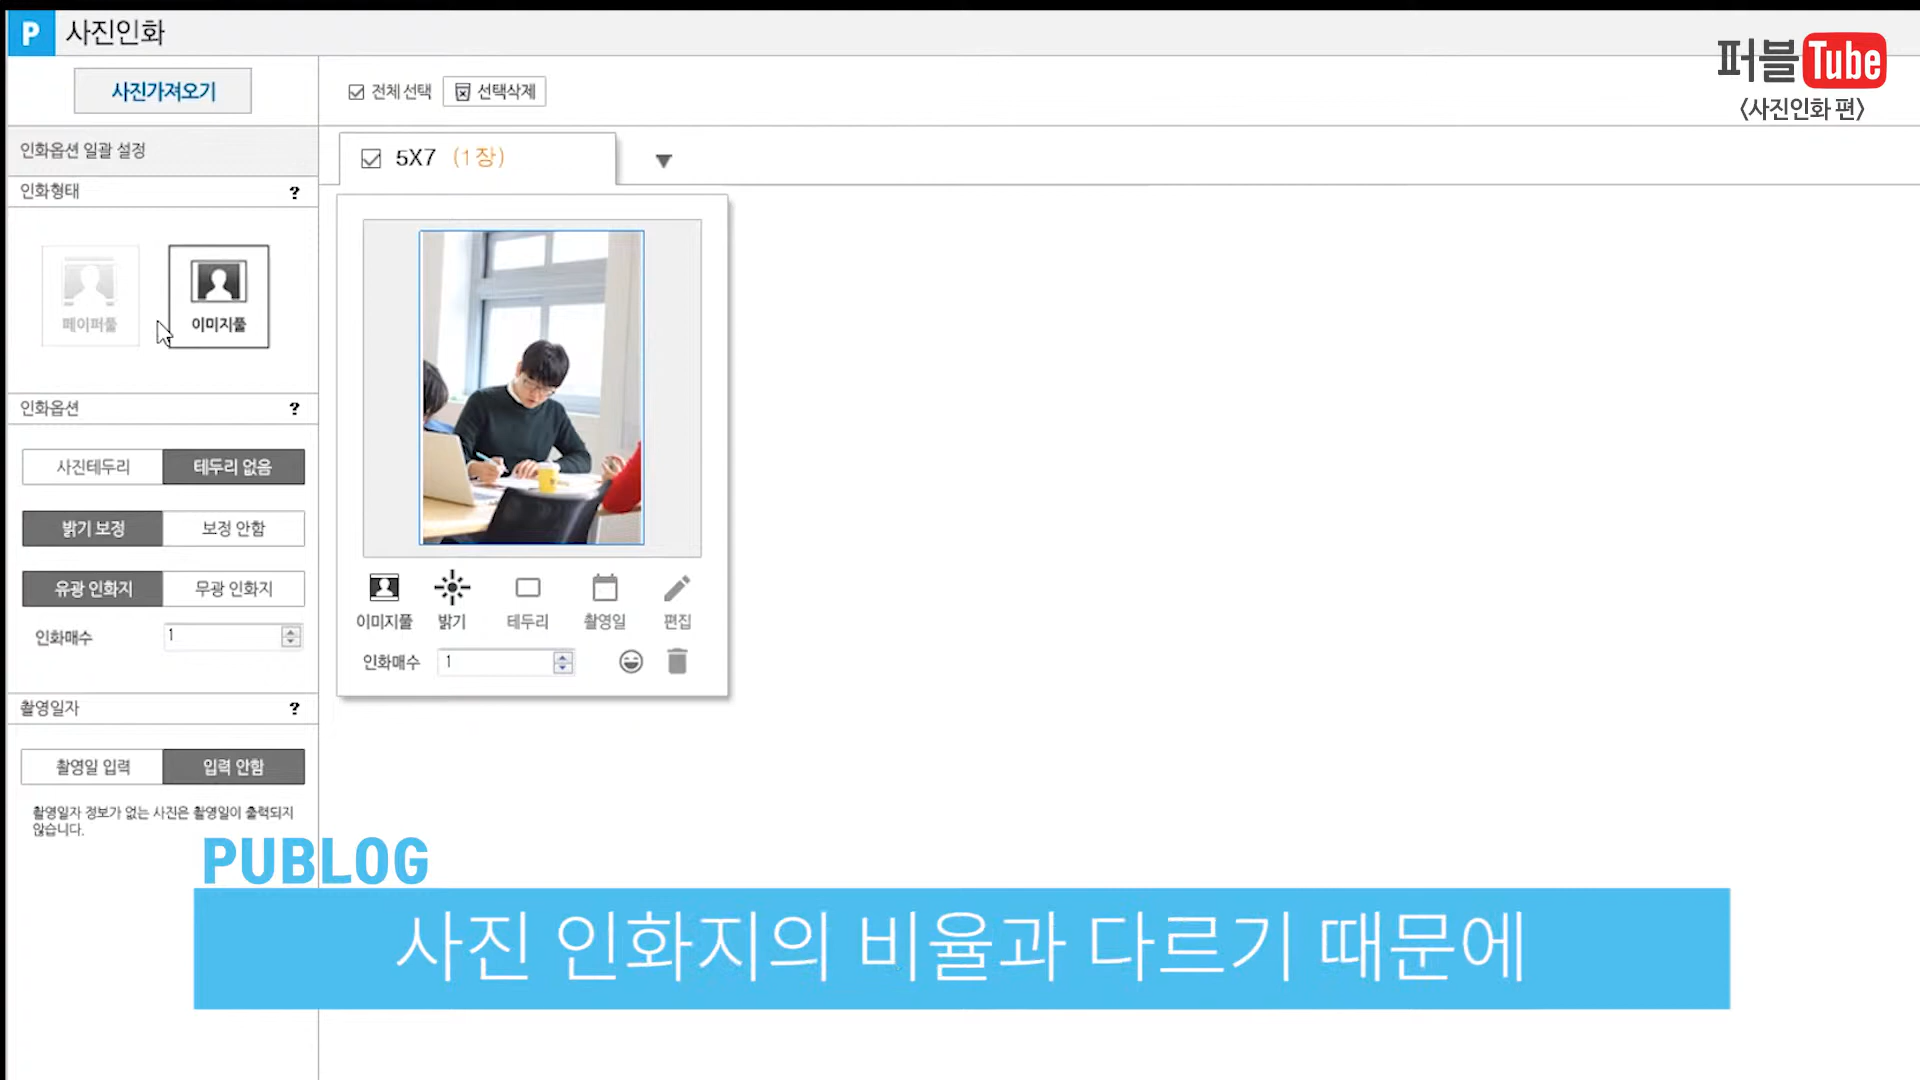 P 사진인화
퍼블Tube
<사진인화 편>
사진가져오기
전체 선택 선택삭제
인화옵션 일괄 설정
5X7 (1장)
인화형태 ?
페이퍼풀 이미지풀
인화옵션 ?
사진테두리 테두리 없음
밝기 보정 보정 안함
유광 인화지 무광 인화지
인화매수 1
이미지풀 밝기 테두리 촬영일 편집
인화매수 1
촬영일자 ?
촬영일 입력 입력 안함
촬영일자 정보가 없는 사진은 촬영일이 출력되지
않습니다.
PUBLOG
사진 인화지의 비율과 다르기 때문에